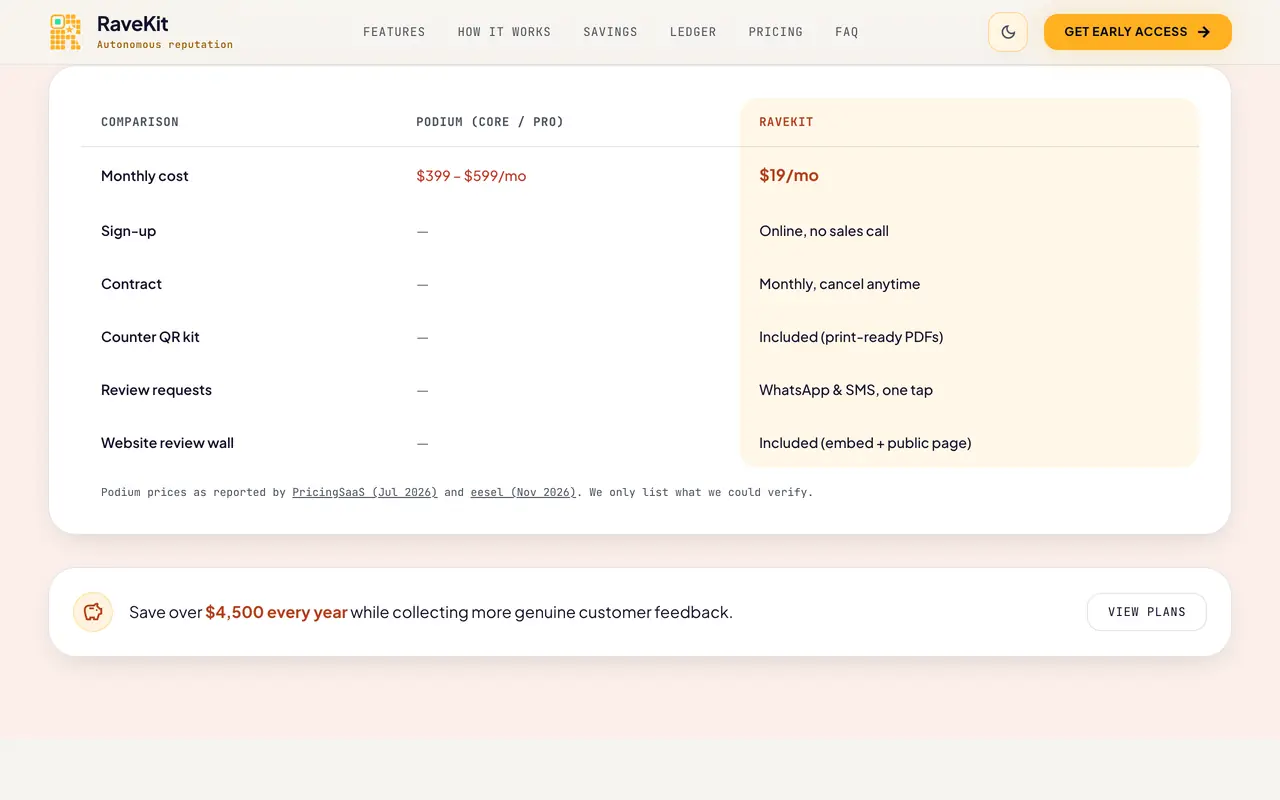 RaveKit
Autonomous reputation
FEATURES HOW IT WORKS SAVINGS LEDGER PRICING FAQ
GET EARLY ACCESS →
COMPARISON PODIUM (CORE / PRO) RAVEKIT
Monthly cost $399 – $599/mo $19/mo
Sign-up — Online, no sales call
Contract — Monthly, cancel anytime
Counter QR kit — Included (print-ready PDFs)
Review requests — WhatsApp & SMS, one tap
Website review wall — Included (embed + public page)
Podium prices as reported by PricingSaaS (Jul 2026) and eesel (Nov 2026). We only list what we could verify.
Save over $4,500 every year while collecting more genuine customer feedback.
VIEW PLANS